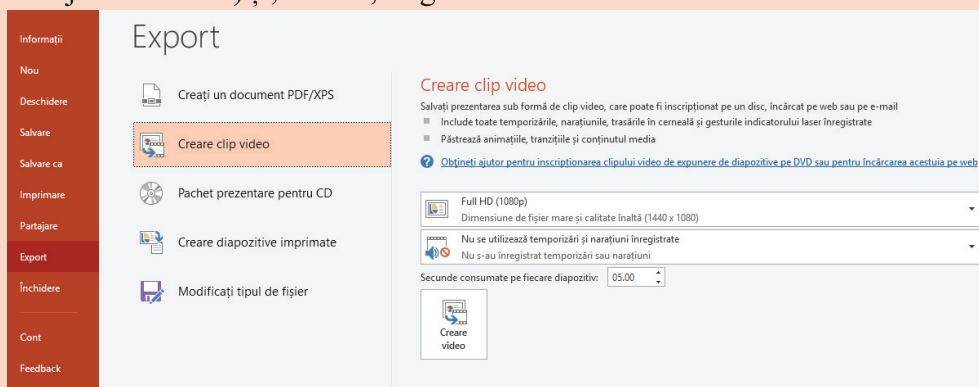 Informații
Nou
Deschidere
Salvare
Salvare ca
Imprimare
Partajare
Export
Închidere
Cont
Feedback
Export
Creați un document PDF/XPS
Creare clip video
Pachet prezentare pentru CD
Creare diapozitive imprimate
Modificați tipul de fișier
Creare clip video
Salvați prezentarea sub formă de clip video, care poate fi inscripționat pe un disc, încărcat pe web sau pe e-mail
Include toate temporizările, narațiunile, trasările în cerneală și gesturile indicatorului laser înregistrate
Păstrează animațiile, tranzițiile și conținutul media
Obțineți ajutor pentru inscripționarea clipului video de expunere de diapozitive pe DVD sau pentru încărcarea acestuia pe web
Full HD (1080p)
Dimensiune de fișier mare și calitate înaltă (1440 x 1080)
Nu se utilizează temporizări și narațiuni înregistrate
Nu s-au înregistrat temporizări sau narațiuni
Secunde consumate pe fiecare diapozitiv: 05.00
Creare
video